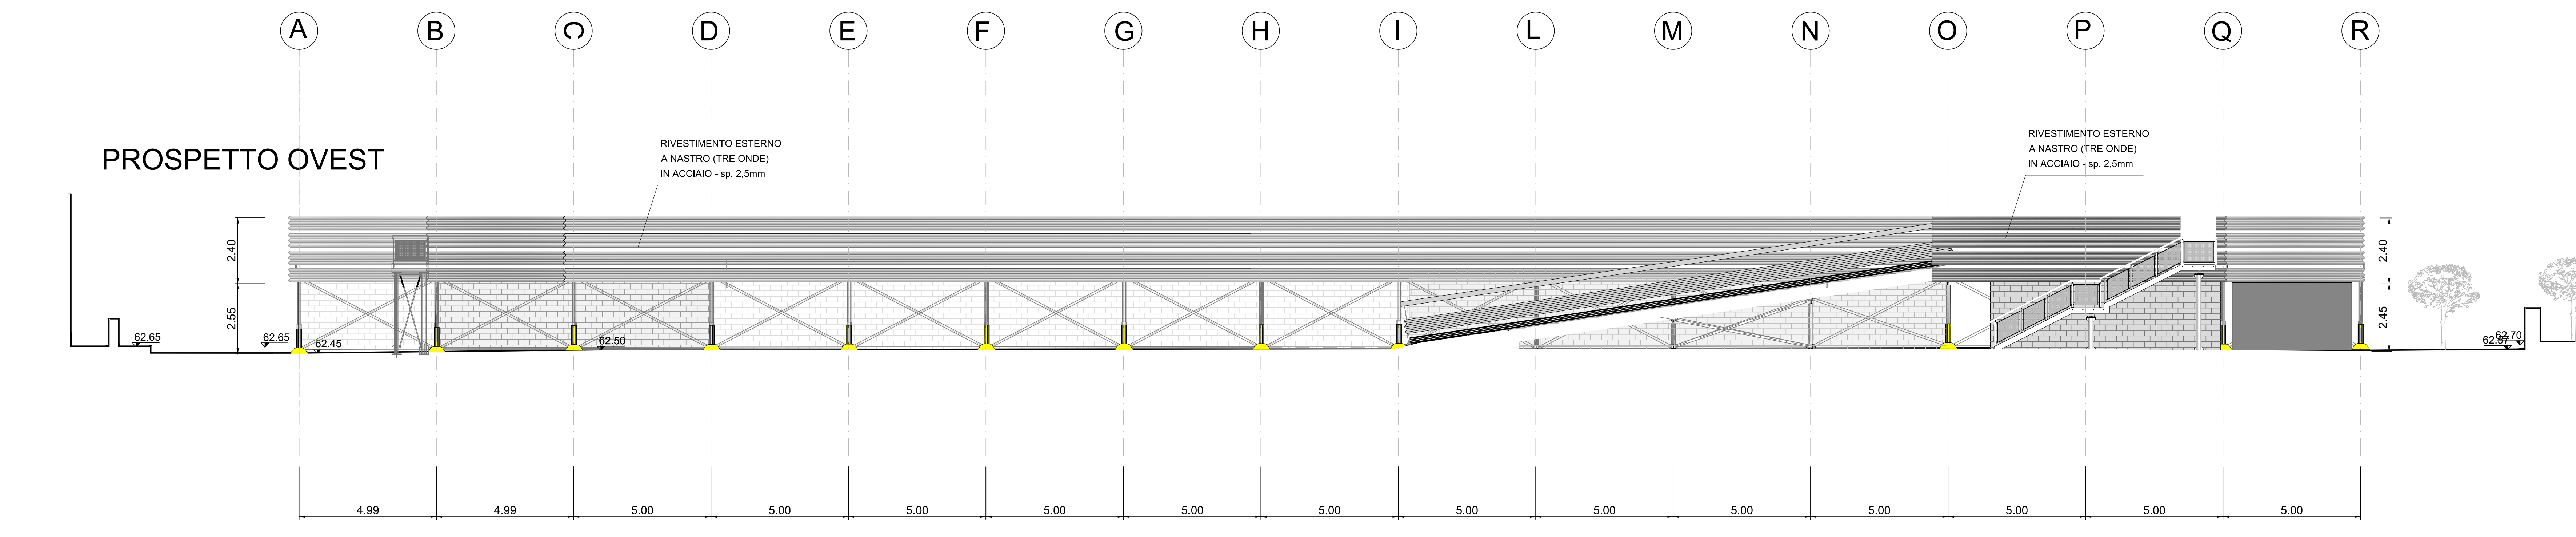 A B C D E F G H I L M N O P Q R
PROSPETTO OVEST
RIVESTIMENTO ESTERNO
A NASTRO (TRE ONDE)
IN ACCIAIO - sp. 2,5mm
RIVESTIMENTO ESTERNO
A NASTRO (TRE ONDE)
IN ACCIAIO - sp. 2,5mm
2.40
2.55
2.40
2.45
62.65
62.65
62.45
62.50
62.70
4.99 4.99 5.00 5.00 5.00 5.00 5.00 5.00 5.00 5.00 5.00 5.00 5.00 5.00 5.00